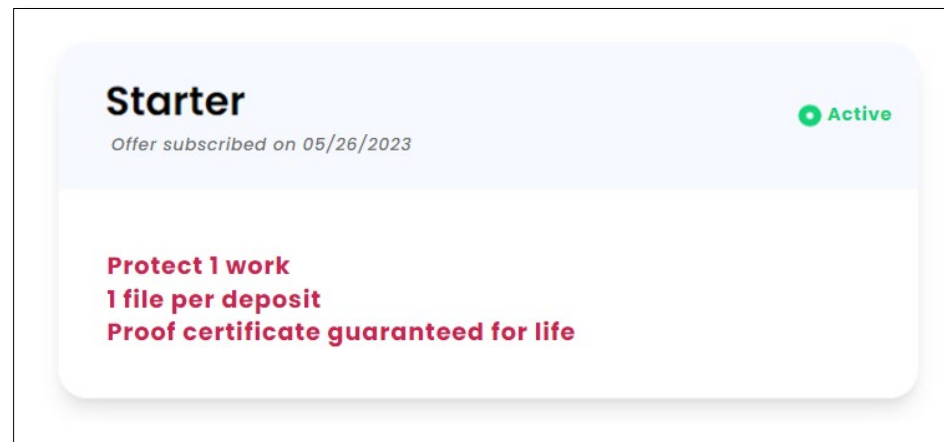 Starter
Active
Offer subscribed on 05/26/2023
Protect 1 work
1 file per deposit
Proof certificate guaranteed for life